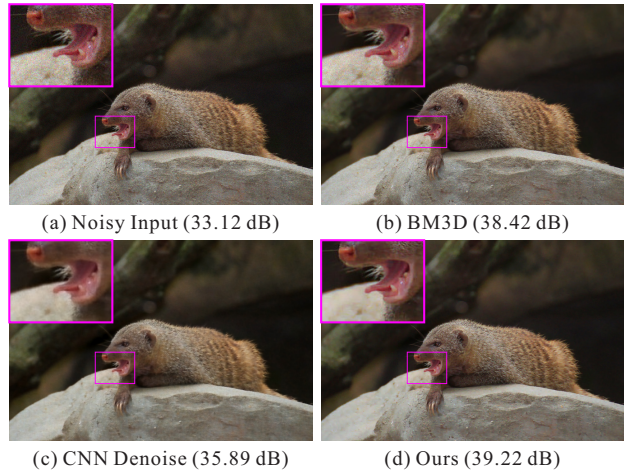 (a) Noisy Input (33.12 dB)
(b) BM3D (38.42 dB)
(c) CNN Denoise (35.89 dB)
(d) Ours (39.22 dB)